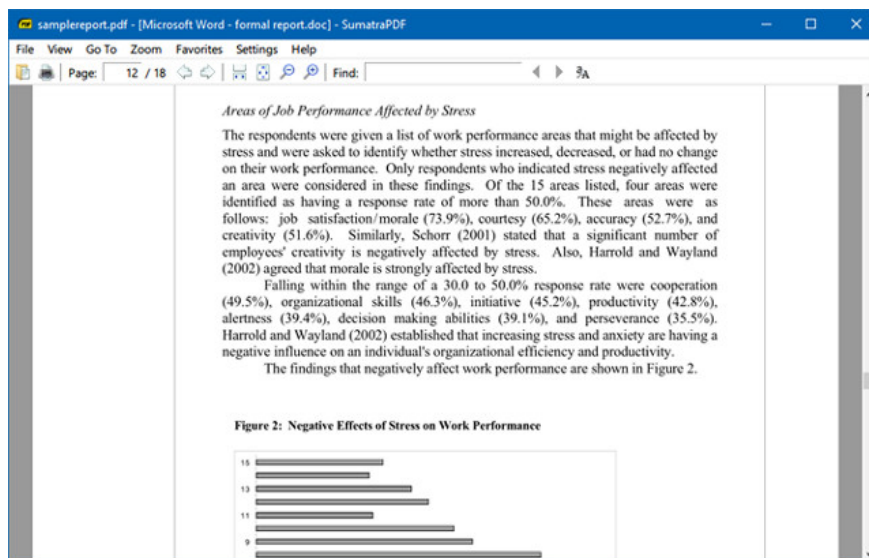 samplereport.pdf - [Microsoft Word - formal report.doc] - SumatraPDF
File View Go To Zoom Favorites Settings Help
Page: 12 / 18 Find:
Areas of Job Performance Affected by Stress
The respondents were given a list of work performance areas that might be affected by
stress and were asked to identify whether stress increased, decreased, or had no change
on their work performance. Only respondents who indicated stress negatively affected
an area were considered in these findings. Of the 15 areas listed, four areas were
identified as having a response rate of more than 50.0%. These areas were as
follows: job satisfaction/morale (73.9%), courtesy (65.2%), accuracy (52.7%), and
creativity (51.6%). Similarly, Schorr (2001) stated that a significant number of
employees' creativity is negatively affected by stress. Also, Harrold and Wayland
(2002) agreed that morale is strongly affected by stress.
Falling within the range of a 30.0 to 50.0% response rate were cooperation
(49.5%), organizational skills (46.3%), initiative (45.2%), productivity (42.8%),
alertness (39.4%), decision making abilities (39.1%), and perseverance (35.5%).
Harrold and Wayland (2002) established that increasing stress and anxiety are having a
negative influence on an individual's organizational efficiency and productivity.
The findings that negatively affect work performance are shown in Figure 2.
Figure 2: Negative Effects of Stress on Work Performance
15
13
11
9